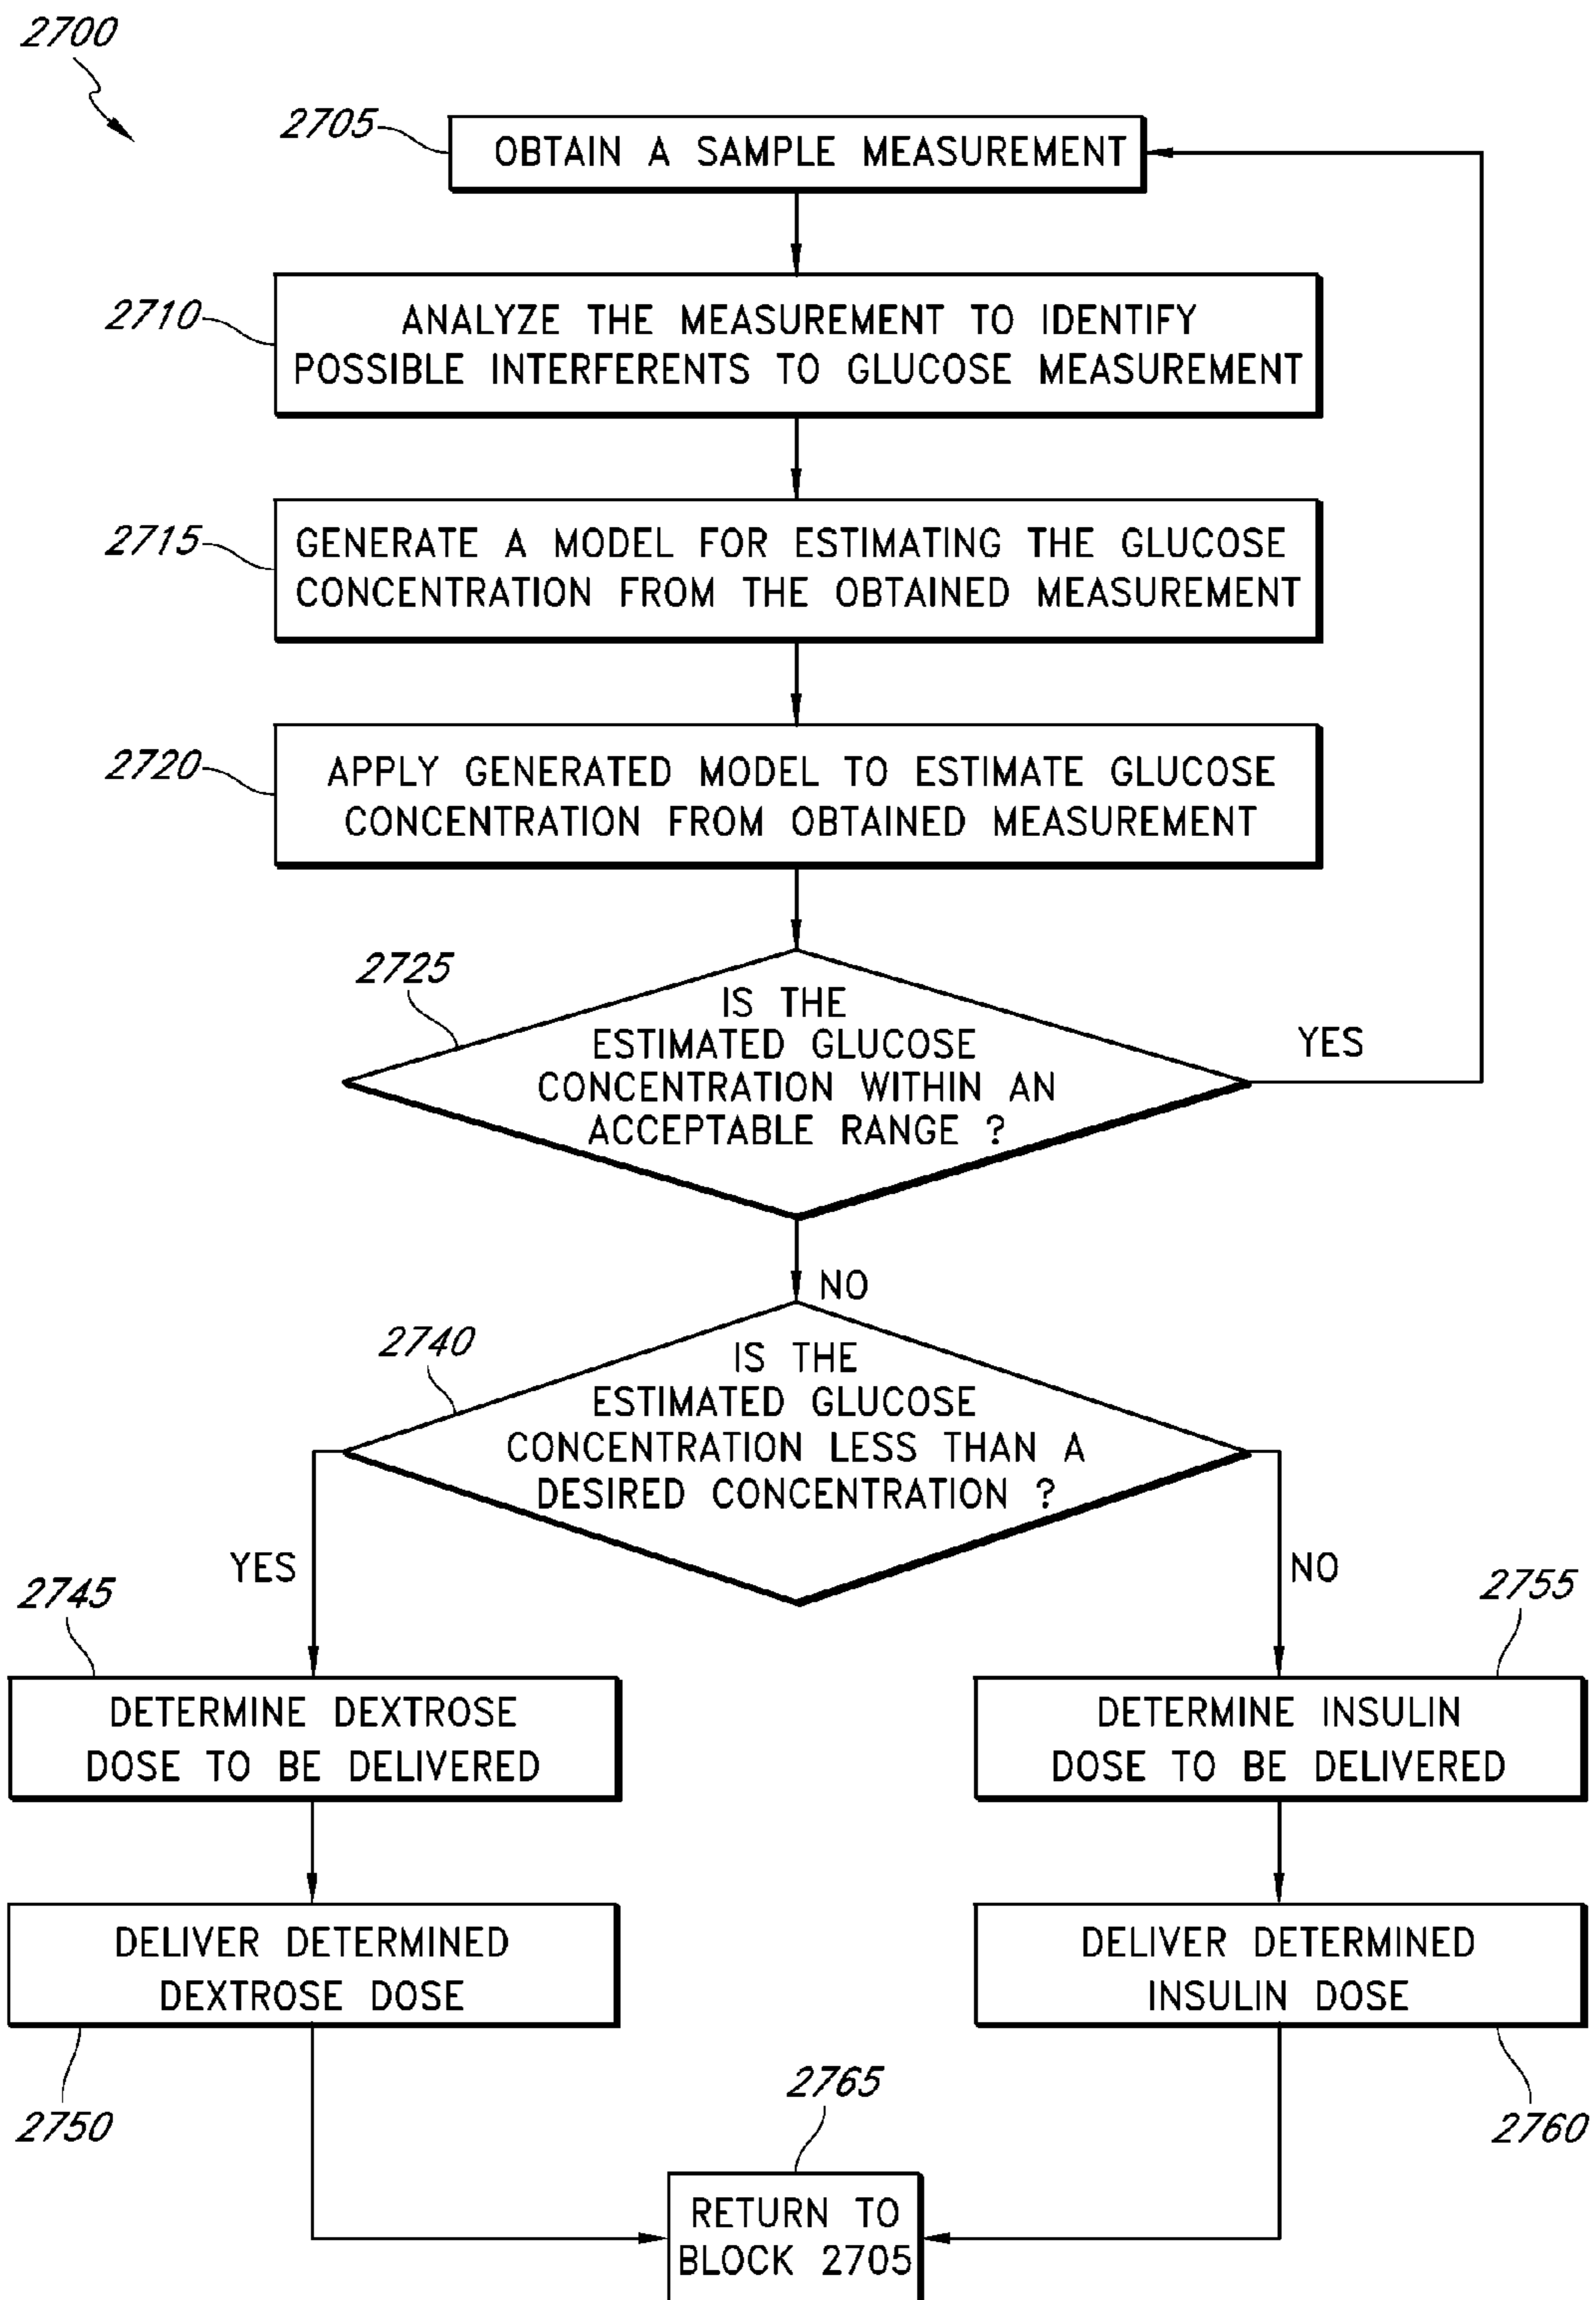 2700
2705
OBTAIN A SAMPLE MEASUREMENT
2710
ANALYZE THE MEASUREMENT TO IDENTIFY
POSSIBLE INTERFERENTS TO GLUCOSE MEASUREMENT
2715
GENERATE A MODEL FOR ESTIMATING THE GLUCOSE
CONCENTRATION FROM THE OBTAINED MEASUREMENT
2720
APPLY GENERATED MODEL TO ESTIMATE GLUCOSE
CONCENTRATION FROM OBTAINED MEASUREMENT
2725
IS THE
ESTIMATED GLUCOSE
CONCENTRATION WITHIN AN
ACCEPTABLE RANGE ?
YES
NO
2740
IS THE
ESTIMATED GLUCOSE
CONCENTRATION LESS THAN A
DESIRED CONCENTRATION ?
YES
NO
2745
DETERMINE DEXTROSE
DOSE TO BE DELIVERED
2755
DETERMINE INSULIN
DOSE TO BE DELIVERED
DELIVER DETERMINED
DEXTROSE DOSE
2750
DELIVER DETERMINED
INSULIN DOSE
2760
2765
RETURN TO
BLOCK 2705